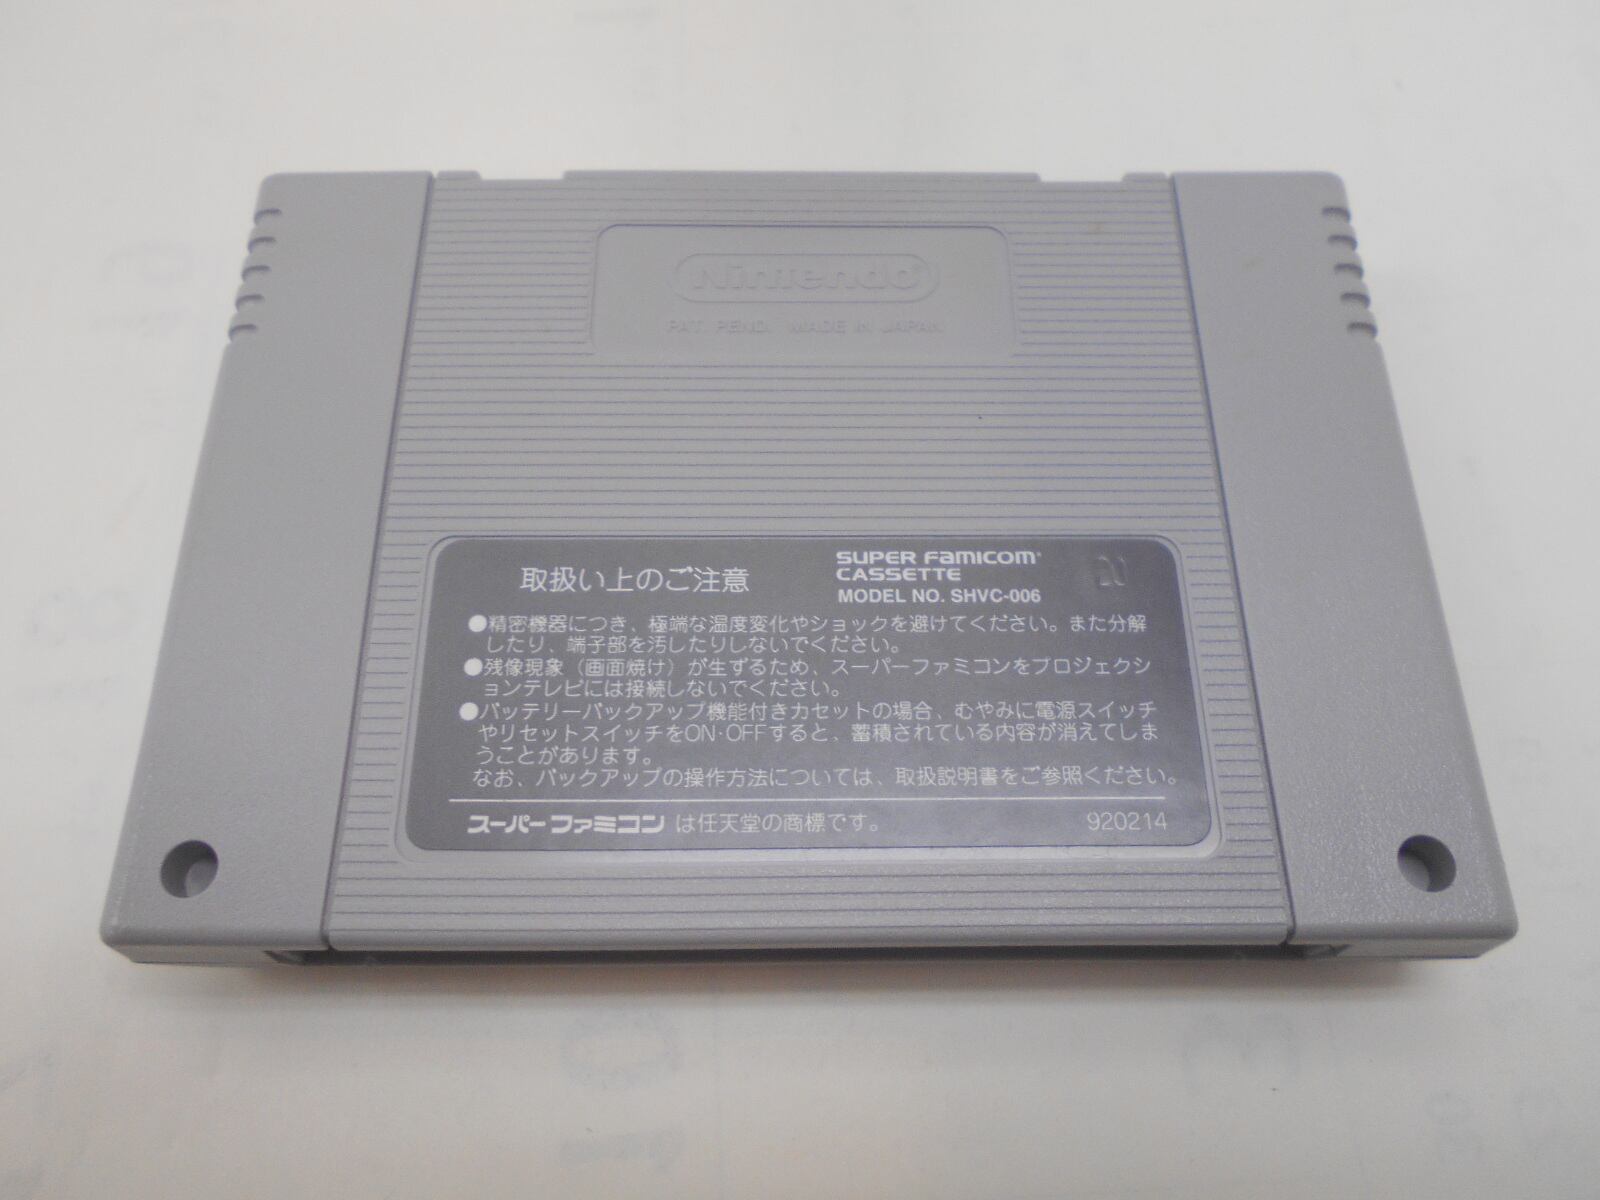 Nintendo®
PAT. PEND. MADE IN JAPAN
取扱い上のご注意
SUPER FAMICOM®
CASSETTE
MODEL NO. SHVC-006
●精密機器につき、極端な温度変化やショックを避けてください。また分解
したり、端子部を汚したりしないでください。
●残像現象（画面焼け）が生ずるため、スーパーファミコンをプロジェクシ
ョンテレビには接続しないでください。
●バッテリーバックアップ機能付きカセットの場合、むやみに電源スイッチ
やリセットスイッチをON·OFFすると、蓄積されている内容が消えてしま
うことがあります。
なお、バックアップの操作方法については、取扱説明書をご参照ください。
スーパーファミコン は任天堂の商標です。
920214